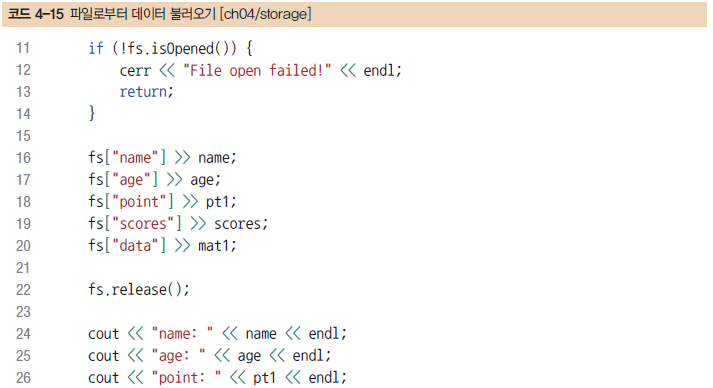 코드 4-15 파일로부터 데이터 불러오기 [ch04/storage]
11 if (!fs.isOpened()) {
12 cerr << "File open failed!" << endl;
13 return;
14 }
15
16 fs["name"] >> name;
17 fs["age"] >> age;
18 fs["point"] >> pt1;
19 fs["scores"] >> scores;
20 fs["data"] >> mat1;
21
22 fs.release();
23
24 cout << "name: " << name << endl;
25 cout << "age: " << age << endl;
26 cout << "point: " << pt1 << endl;